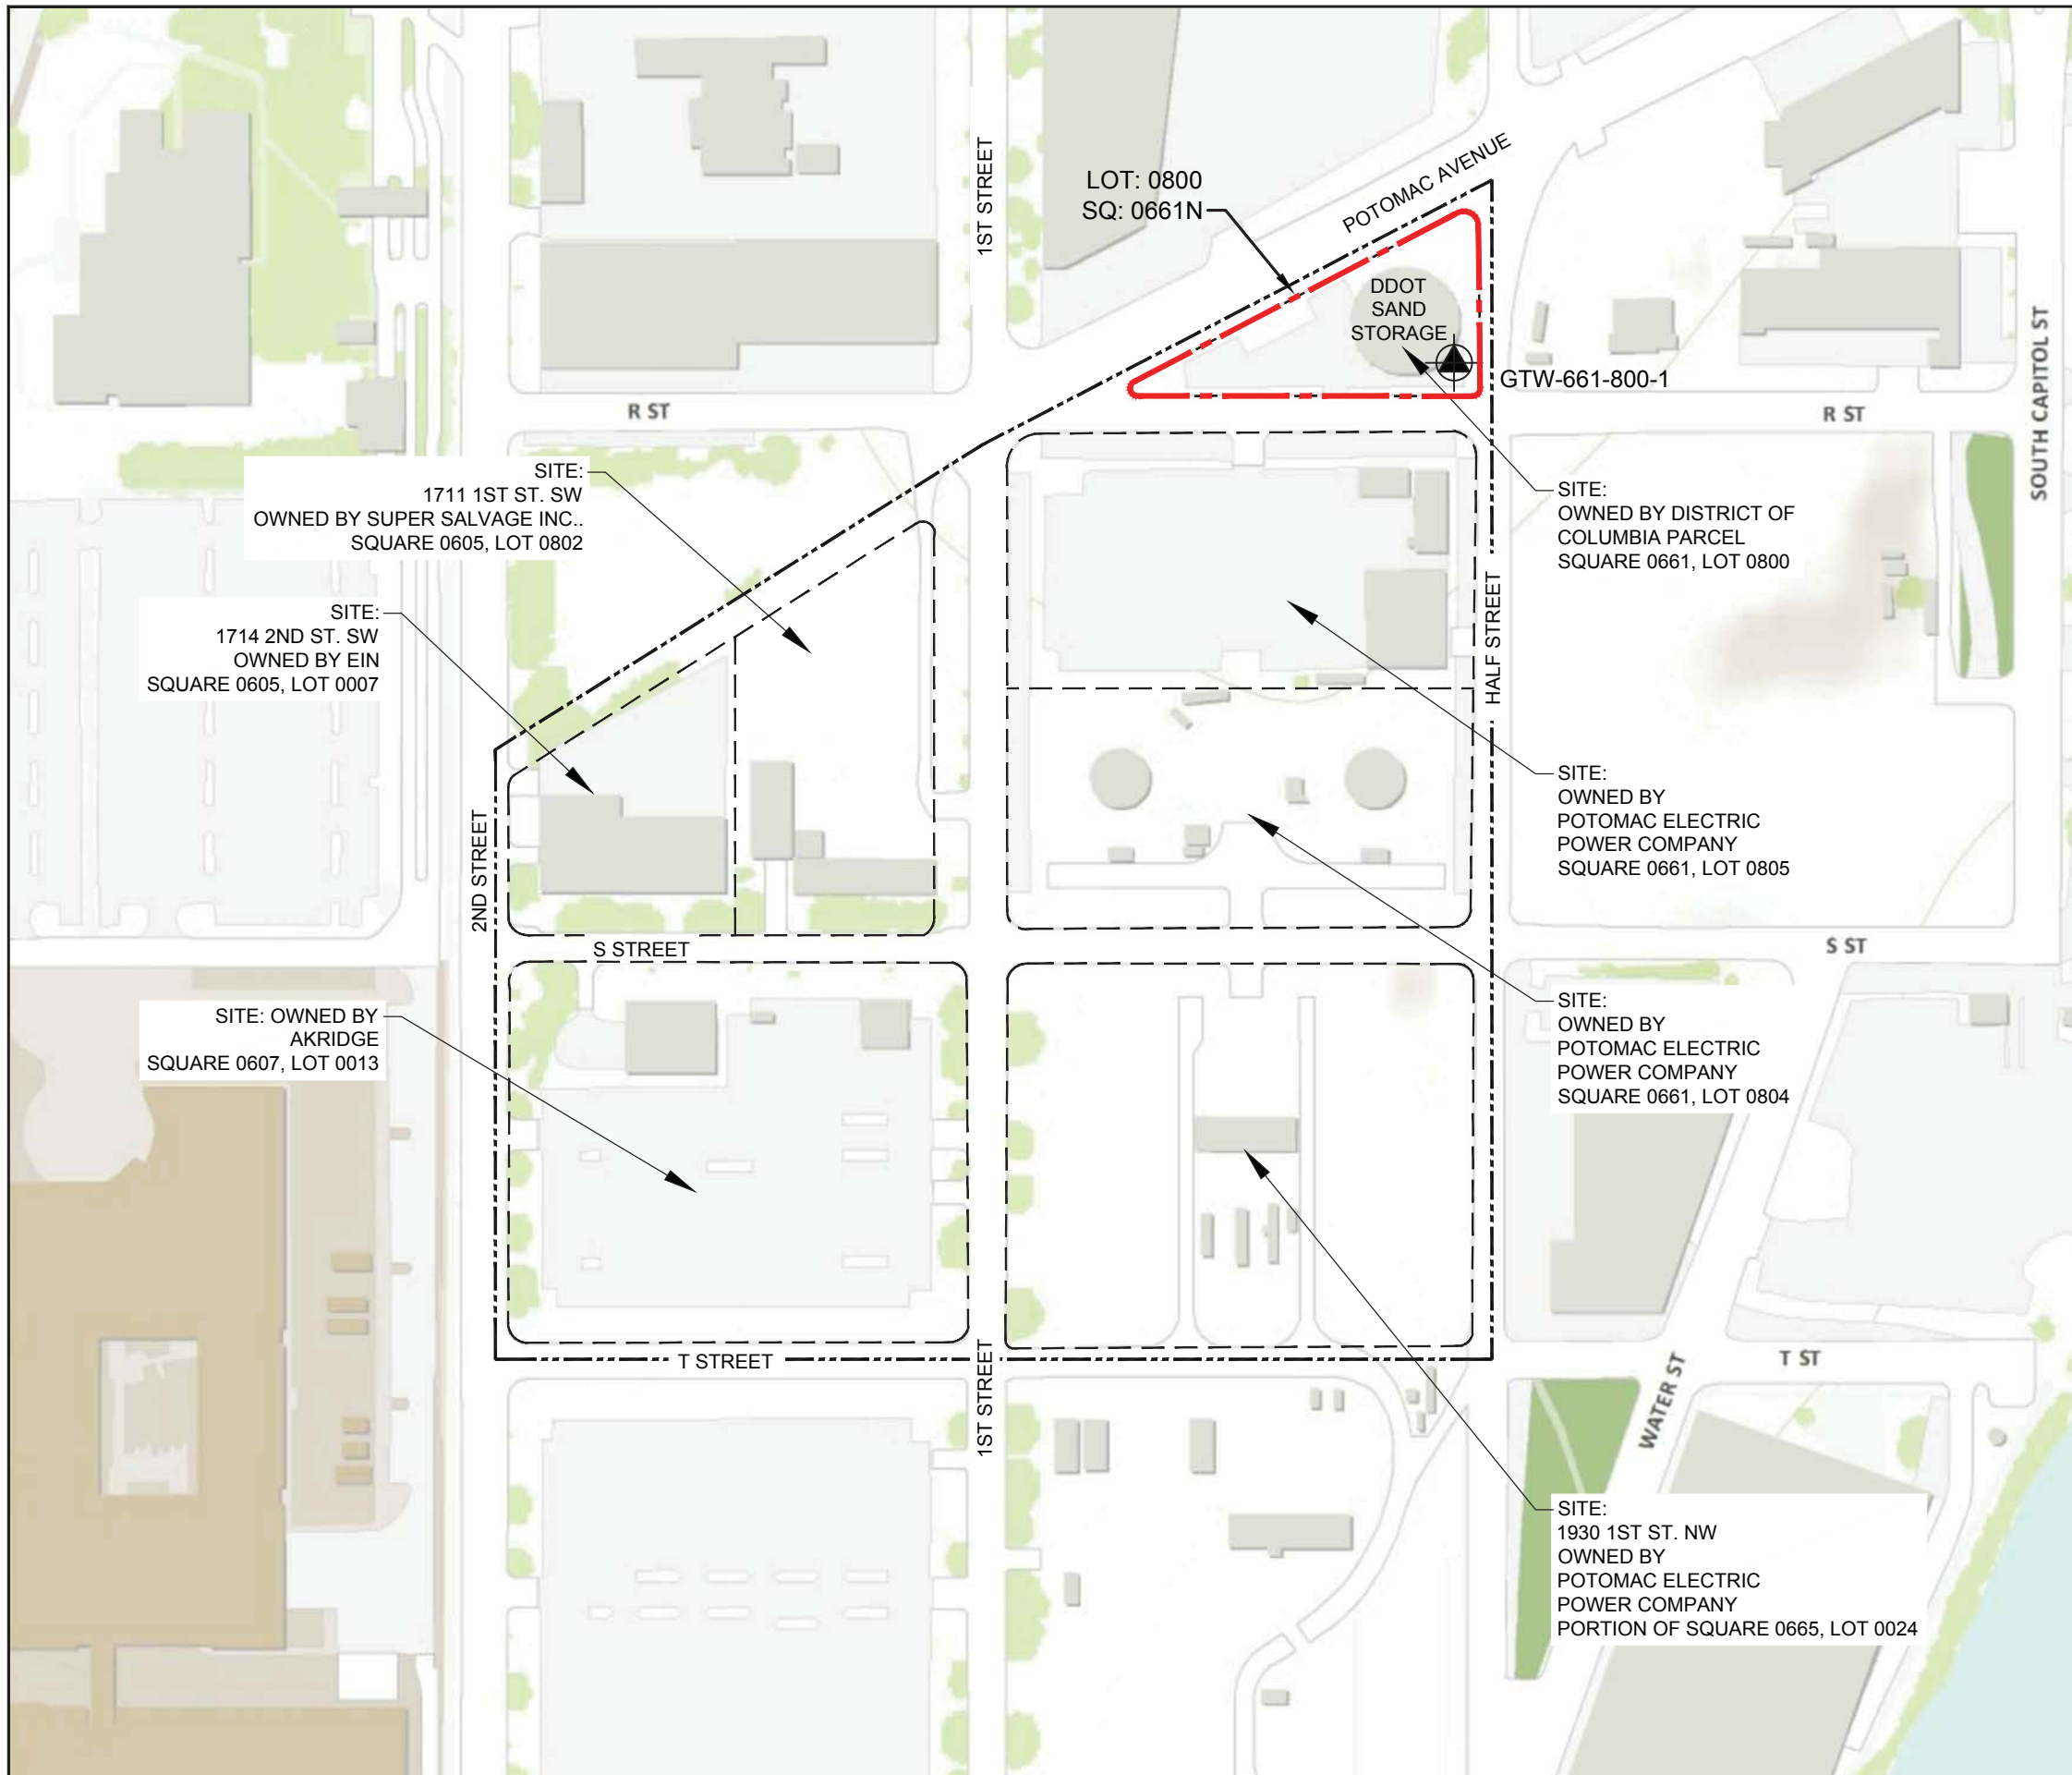 POTOMAC AVENUE
1ST STREET
LOT: 0800
SQ: 0661N
DDOT
SAND
STORAGE
GTW-661-800-1
SOUTH CAPITOL ST
R ST
R ST
SITE:
1711 1ST ST. SW
OWNED BY SUPER SALVAGE INC..
SQUARE 0605, LOT 0802
SITE:
OWNED BY DISTRICT OF
COLUMBIA PARCEL
SQUARE 0661, LOT 0800
SITE:
1714 2ND ST. SW
OWNED BY EIN
SQUARE 0605, LOT 0007
HALF STREET
SITE:
OWNED BY
POTOMAC ELECTRIC
POWER COMPANY
SQUARE 0661, LOT 0805
2ND STREET
S STREET
S ST
SITE: OWNED BY
AKRIDGE
SQUARE 0607, LOT 0013
SITE:
OWNED BY
POTOMAC ELECTRIC
POWER COMPANY
SQUARE 0661, LOT 0804
T STREET
1ST STREET
T ST
WATER ST
SITE:
1930 1ST ST. NW
OWNED BY
POTOMAC ELECTRIC
POWER COMPANY
PORTION OF SQUARE 0665, LOT 0024